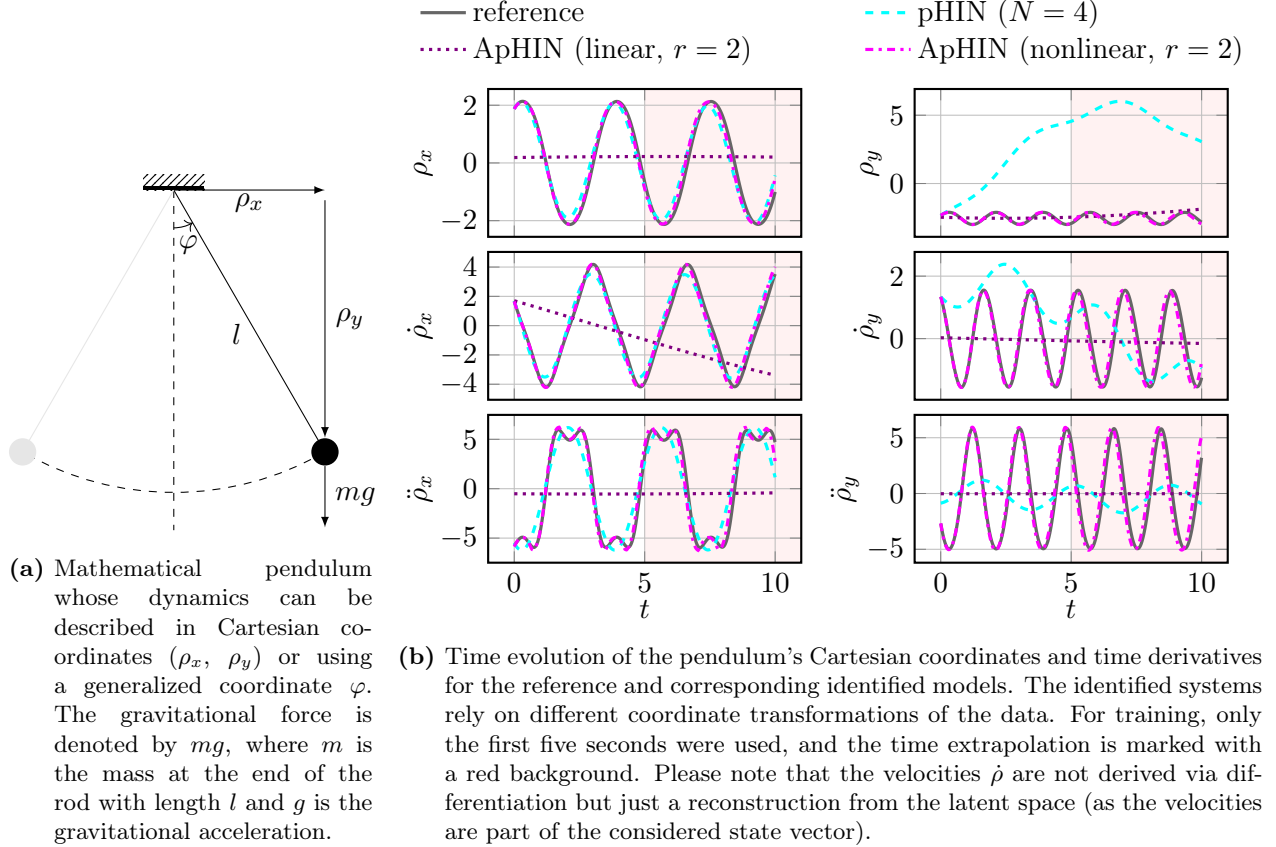 reference
pHIN (N = 4)
ApHIN (linear, r = 2)
ApHIN (nonlinear, r = 2)
ρx
φ
ρy
l
mg
2
0
−2
ρx
5
0
ρy
4
2
0
−2
−4
ρ̇x
2
0
ρ̇y
5
0
−5
ρ̈x
0
5
10
t
5
0
−5
ρ̈y
0
5
10
t
(a) Mathematical pendulum
whose dynamics can be
described in Cartesian co-
ordinates (ρx, ρy) or using
a generalized coordinate φ.
The gravitational force is
denoted by mg, where m is
the mass at the end of the
rod with length l and g is the
gravitational acceleration.
(b) Time evolution of the pendulum's Cartesian coordinates and time derivatives
for the reference and corresponding identified models. The identified systems
rely on different coordinate transformations of the data. For training, only
the first five seconds were used, and the time extrapolation is marked with
a red background. Please note that the velocities ρ̇ are not derived via dif-
ferentiation but just a reconstruction from the latent space (as the velocities
are part of the considered state vector).